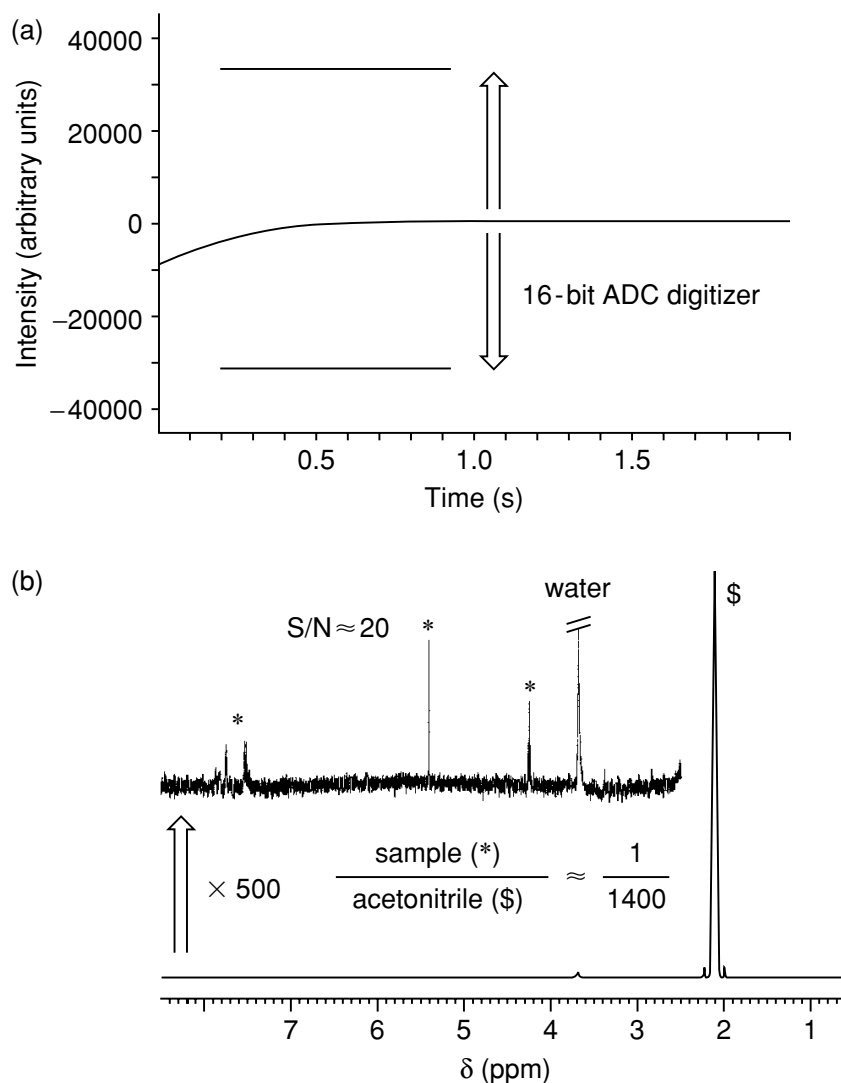 (a)
Intensity (arbitrary units)
40000
20000
0
−20000
−40000
16-bit ADC digitizer
0.5 1.0 1.5
Time (s)
(b)
water
$
S/N ≈ 20
*
*
*
× 500
sample (*)
acetonitrile ($)
≈
1
1400
7 6 5 4 3 2 1
δ (ppm)